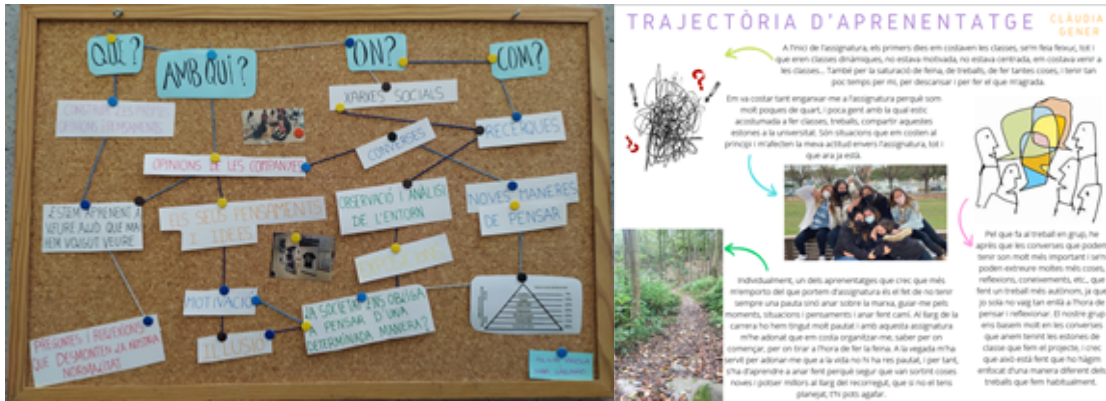 QUÈ?
AMB QUI?
ON?
COM?
XARXES SOCIALS
CONVERSES
RECERQUES
OPINIONS DE LES COMPANYES
ESTEM APRENENT A
VEURE ALLÒ QUE MAI
HEM VOLGUT VEURE
ELS SEUS PENSAMENTS
I IDEES
OBSERVACIÓ I ANÀLISI
DE L'ENTORN
NOVES MANERES
DE PENSAR
MOTIVACIÓ
LA SOCIETAT ENS OBLIGA
A PENSAR D'UNA
DETERMINADA MANERA?
PREGUNTES I REFLEXIONS
QUE DESMONTEN LA NOSTRA
NORMALITAT
TRAJECTÒRIA D'APRENENTATGE
CLÀUDIA
GENER
A l'inici de l'assignatura, els primers dies em costaven les classes, se'm feia feixuc, tot i
que eren classes dinàmiques, no estava motivada, no estava centrada, em costava venir a
les classes... També per la saturació de feina, de treballs, de fer tantes coses, i tenir tan
poc temps per mi, per descansar i per fer el que m'agrada.
Em va costar tant enganxar-me a l'assignatura perquè som
molt poques de quart, i poca gent amb la qual estic
acostumada a fer classes, treballs, compartir aquestes
estones a la universitat. Són situacions que em costen al
principi i m'afecten la meva actitud envers l'assignatura, tot i
que ara ja està.
Individualment, un dels aprenentatges que crec que més
m'emporto del que portem d'assignatura és el fet de no tenir
sempre una pauta sinó anar sobre la marxa, guiar-me pels
moments, situacions i pensaments i anar fent camí. Al llarg de la
carrera ho hem tingut molt pautat i amb aquesta assignatura
m'he adonat que em costa organitzar-me, saber per on
començar, per on tirar a l'hora de fer la feina. A la vegada m'ha
servit per adonar-me que a la vida no hi ha res pautat, i per tant,
s'ha d'aprendre a anar fent perquè segur que van sortint coses
noves i potser millors al llarg del recorregut, que si no el tens
planejat, t'hi pots agafar.
Pel que fa al treball en grup, he
après que les converses que podem
tenir son molt més important i se'm
poden extreure moltes més coses,
reflexions, coneixements, etc., que
fent un treball més autònom, ja que
jo sola no vaig tan enllà a l'hora de
pensar i reflexionar. El nostre grup
ens basem molt en les converses
que anem tenint les estones de
classe que fem el projecte, i crec
que això està fent que ho hàgim
enfocat d'una manera diferent dels
treballs que fem habitualment.